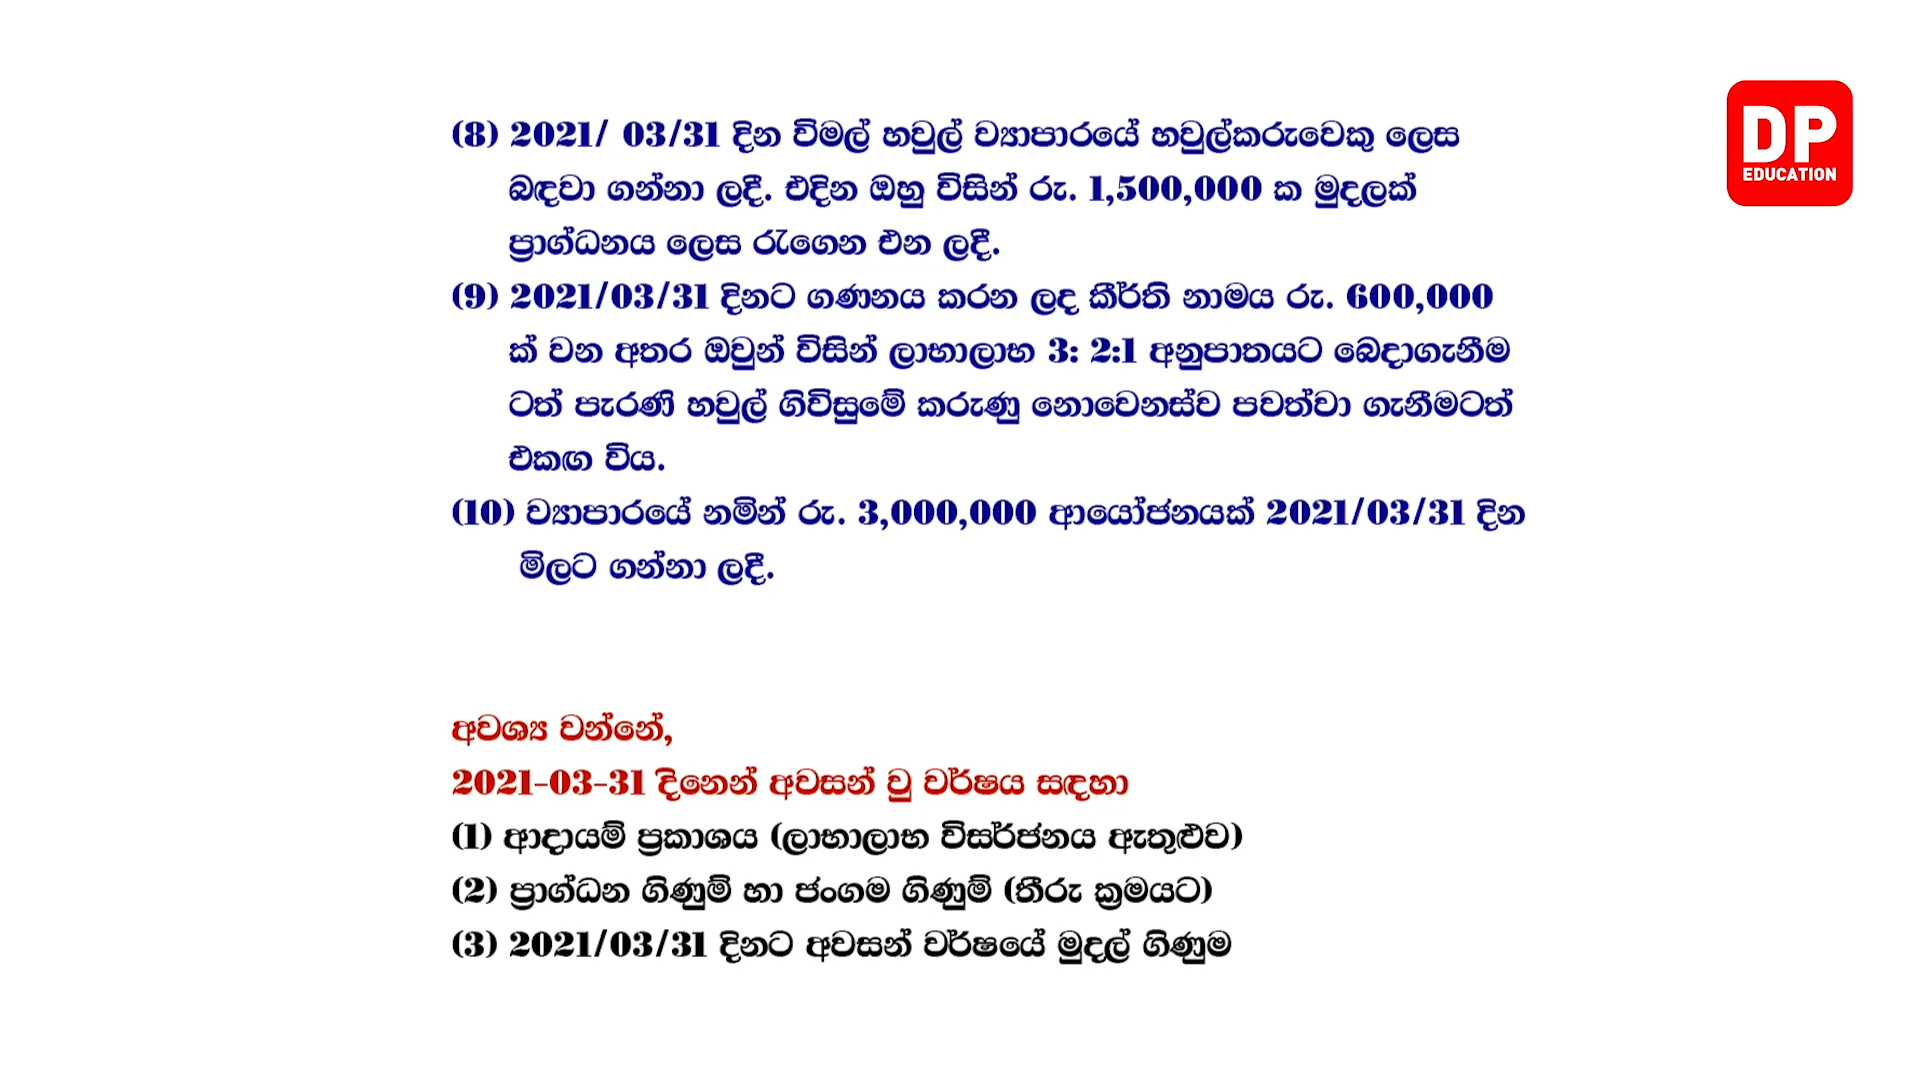 DP
EDUCATION
(8) 2021/ 03/31 දින විමල් හවුල් ව්‍යාපාරයේ හවුල්කරුවෙකු ලෙස
බඳවා ගන්නා ලදී. එදින ඔහු විසින් රු. 1,500,000 ක මුදලක්
ප්‍රාග්ධනය ලෙස රැගෙන එන ලදී.
(9) 2021/03/31 දිනට ගණනය කරන ලද කීර්ති නාමය රු. 600,000
ක් වන අතර ඔවුන් විසින් ලාභාලාභ 3: 2:1 අනුපාතයට බෙදාගැනීම
ටත් පැරණි හවුල් ගිවිසුමේ කරුණු නොවෙනස්ව පවත්වා ගැනීමටත්
එකඟ විය.
(10) ව්‍යාපාරයේ නමින් රු. 3,000,000 ආයෝජනයක් 2021/03/31 දින
මිලට ගන්නා ලදී.
අවශ්‍ය වන්නේ,
2021-03-31 දිනෙන් අවසන් වූ වර්ෂය සඳහා
(1) ආදායම් ප්‍රකාශය (ලාභාලාභ විසර්ජනය ඇතුළුව)
(2) ප්‍රාග්ධන ගිණුම් හා ජංගම ගිණුම් (තීරු ක්‍රමයට)
(3) 2021/03/31 දිනට අවසන් වර්ෂයේ මුදල් ගිණුම